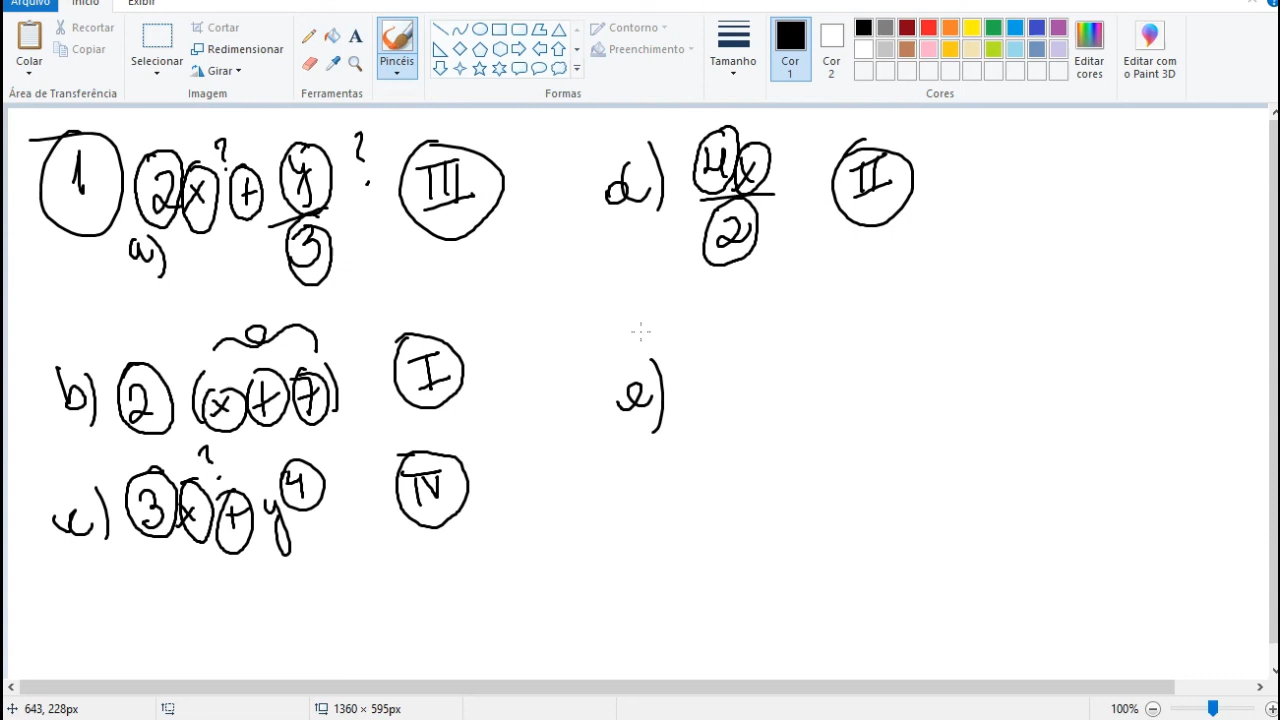 Arquivo Início Exibir
Colar
Recortar
Copiar
Área de Transferência
Selecionar
Cortar
Redimensionar
Girar
Imagem
A
Ferramentas
Pincéis
Contorno
Preenchimento
Formas
Tamanho
Cor 1
Cor 2
Editar cores
Cores
Editar com o Paint 3D
1 2x ? + y/3 ? III
a)
b) 2 (x+7) I
c) 3x ? + y^4 IV
d) 4x/2 II
e)
643, 228px
1360 × 595px
100%